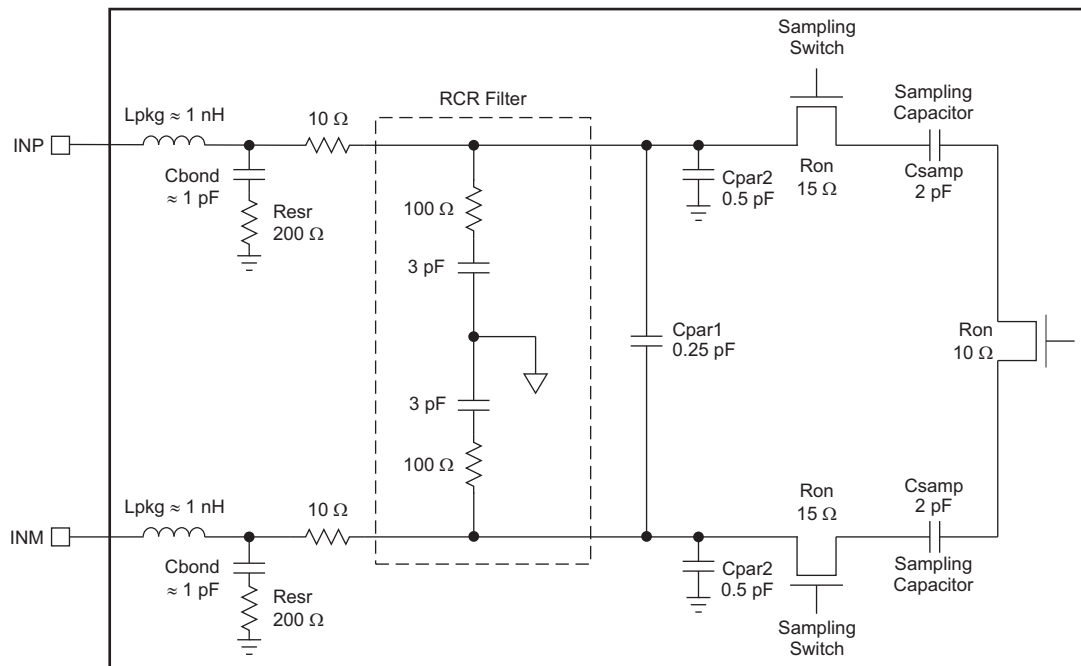 Sampling
Switch
Sampling
Capacitor
Lpkg ≈ 1 nH
RCR Filter
10 Ω
INP
Cbond
≈ 1 pF
Resr
200 Ω
100 Ω
3 pF
Cpar2
0.5 pF
Ron
15 Ω
Csamp
2 pF
Cpar1
0.25 pF
Ron
10 Ω
3 pF
100 Ω
Lpkg ≈ 1 nH
10 Ω
INM
Cbond
≈ 1 pF
Resr
200 Ω
Cpar2
0.5 pF
Ron
15 Ω
Csamp
2 pF
Sampling
Capacitor
Sampling
Switch